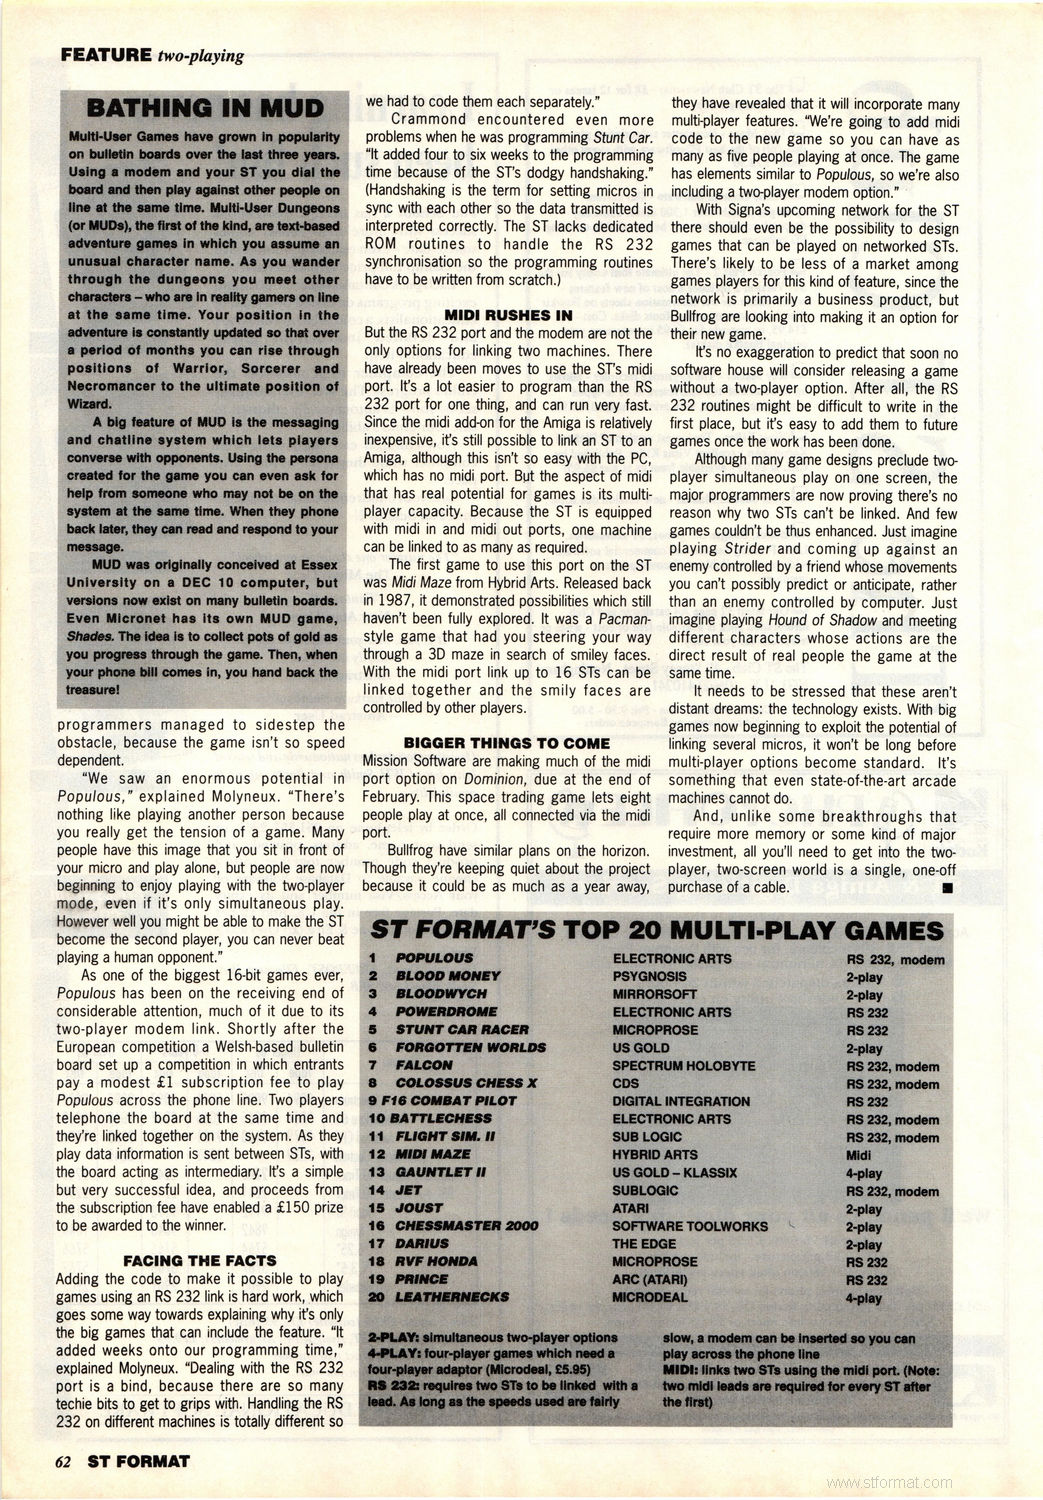 FEATURE two-playing
BATHING IN MUD
Multi-User Games have grown in popularity
on bulletin boards over the last three years.
Using a modem and your ST you dial the
board and then play against other people on
line at the same time. Multi-User Dungeons
(or MUDs), the first of the kind, are text-based
adventure games in which you assume an
unusual character name. As you wander
through the dungeons you meet other
characters – who are in reality gamers on line
at the same time. Your position in the
adventure is constantly updated so that over
a period of months you can rise through
positions of Warrior, Sorcerer and
Necromancer to the ultimate position of
Wizard.
A big feature of MUD is the messaging
and chatline system which lets players
converse with opponents. Using the persona
created for the game you can even ask for
help from someone who may not be on the
system at the same time. When they phone
back later, they can read and respond to your
message.
MUD was originally conceived at Essex
University on a DEC 10 computer, but
versions now exist on many bulletin boards.
Even Micronet has its own MUD game,
Shades. The idea is to collect pots of gold as
you progress through the game. Then, when
your phone bill comes in, you hand back the
treasure!
programmers managed to sidestep the
obstacle, because the game isn't so speed
dependent.
"We saw an enormous potential in
Populous," explained Molyneux. "There's
nothing like playing another person because
you really get the tension of a game. Many
people have this image that you sit in front of
your micro and play alone, but people are now
beginning to enjoy playing with the two-player
mode, even if it's only simultaneous play.
However well you might be able to make the ST
become the second player, you can never beat
playing a human opponent."
As one of the biggest 16-bit games ever,
Populous has been on the receiving end of
considerable attention, much of it due to its
two-player modem link. Shortly after the
European competition a Welsh-based bulletin
board set up a competition in which entrants
pay a modest £1 subscription fee to play
Populous across the phone line. Two players
telephone the board at the same time and
they're linked together on the system. As they
play data information is sent between STs, with
the board acting as intermediary. It's a simple
but very successful idea, and proceeds from
the subscription fee have enabled a £150 prize
to be awarded to the winner.
FACING THE FACTS
Adding the code to make it possible to play
games using an RS 232 link is hard work, which
goes some way towards explaining why it's only
the big games that can include the feature. "It
added weeks onto our programming time,"
explained Molyneux. "Dealing with the RS 232
port is a bind, because there are so many
techie bits to get to grips with. Handling the RS
232 on different machines is totally different so
we had to code them each separately."
Crammond encountered even more
problems when he was programming Stunt Car.
"It added four to six weeks to the programming
time because of the ST's dodgy handshaking."
(Handshaking is the term for setting micros in
sync with each other so the data transmitted is
interpreted correctly. The ST lacks dedicated
ROM routines to handle the RS 232
synchronisation so the programming routines
have to be written from scratch.)
MIDI RUSHES IN
But the RS 232 port and the modem are not the
only options for linking two machines. There
have already been moves to use the ST's midi
port. It's a lot easier to program than the RS
232 port for one thing, and can run very fast.
Since the midi add-on for the Amiga is relatively
inexpensive, it's still possible to link an ST to an
Amiga, although this isn't so easy with the PC,
which has no midi port. But the aspect of midi
that has real potential for games is its multi-
player capacity. Because the ST is equipped
with midi in and midi out ports, one machine
can be linked to as many as required.
The first game to use this port on the ST
was Midi Maze from Hybrid Arts. Released back
in 1987, it demonstrated possibilities which still
haven't been fully explored. It was a Pacman-
style game that had you steering your way
through a 3D maze in search of smiley faces.
With the midi port link up to 16 STs can be
linked together and the smily faces are
controlled by other players.
BIGGER THINGS TO COME
Mission Software are making much of the midi
port option on Dominion, due at the end of
February. This space trading game lets eight
people play at once, all connected via the midi
port.
Bullfrog have similar plans on the horizon.
Though they're keeping quiet about the project
because it could be as much as a year away,
they have revealed that it will incorporate many
multi-player features. "We're going to add midi
code to the new game so you can have as
many as five people playing at once. The game
has elements similar to Populous, so we're also
including a two-player modem option."
With Signa's upcoming network for the ST
there should even be the possibility to design
games that can be played on networked STs.
There's likely to be less of a market among
games players for this kind of feature, since the
network is primarily a business product, but
Bullfrog are looking into making it an option for
their new game.
It's no exaggeration to predict that soon no
software house will consider releasing a game
without a two-player option. After all, the RS
232 routines might be difficult to write in the
first place, but it's easy to add them to future
games once the work has been done.
Although many game designs preclude two-
player simultaneous play on one screen, the
major programmers are now proving there's no
reason why two STs can't be linked. And few
games couldn't be thus enhanced. Just imagine
playing Strider and coming up against an
enemy controlled by a friend whose movements
you can't possibly predict or anticipate, rather
than an enemy controlled by computer. Just
imagine playing Hound of Shadow and meeting
different characters whose actions are the
direct result of real people the game at the
same time.
It needs to be stressed that these aren't
distant dreams: the technology exists. With big
games now beginning to exploit the potential of
linking several micros, it won't be long before
multi-player options become standard. It's
something that even state-of-the-art arcade
machines cannot do.
And, unlike some breakthroughs that
require more memory or some kind of major
investment, all you'll need to get into the two-
player, two-screen world is a single, one-off
purchase of a cable. ■
ST FORMAT'S TOP 20 MULTI-PLAY GAMES
1 POPULOUS ELECTRONIC ARTS RS 232, modem
2 BLOOD MONEY PSYGNOSIS 2-play
3 BLOODWYCH MIRRORSOFT 2-play
4 POWERDROME ELECTRONIC ARTS RS 232
5 STUNT CAR RACER MICROPROSE RS 232
6 FORGOTTEN WORLDS US GOLD 2-play
7 FALCON SPECTRUM HOLOBYTE RS 232, modem
8 COLOSSUS CHESS X CDS RS 232, modem
9 F16 COMBAT PILOT DIGITAL INTEGRATION RS 232
10 BATTLECHESS ELECTRONIC ARTS RS 232, modem
11 FLIGHT SIM. II SUB LOGIC RS 232, modem
12 MIDI MAZE HYBRID ARTS Midi
13 GAUNTLET II US GOLD – KLASSIX 4-play
14 JET SUBLOGIC RS 232, modem
15 JOUST ATARI 2-play
16 CHESSMASTER 2000 SOFTWARE TOOLWORKS 2-play
17 DARIUS THE EDGE 2-play
18 RVF HONDA MICROPROSE RS 232
19 PRINCE ARC (ATARI) RS 232
20 LEATHERNECKS MICRODEAL 4-play
2-PLAY: simultaneous two-player options
4-PLAY: four-player games which need a
four-player adaptor (Microdeal, £5.95)
RS 232: requires two STs to be linked with a
lead. As long as the speeds used are fairly
slow, a modem can be inserted so you can
play across the phone line
MIDI: links two STs using the midi port. (Note:
two midi leads are required for every ST after
the first)
62 ST FORMAT
www.stformat.com